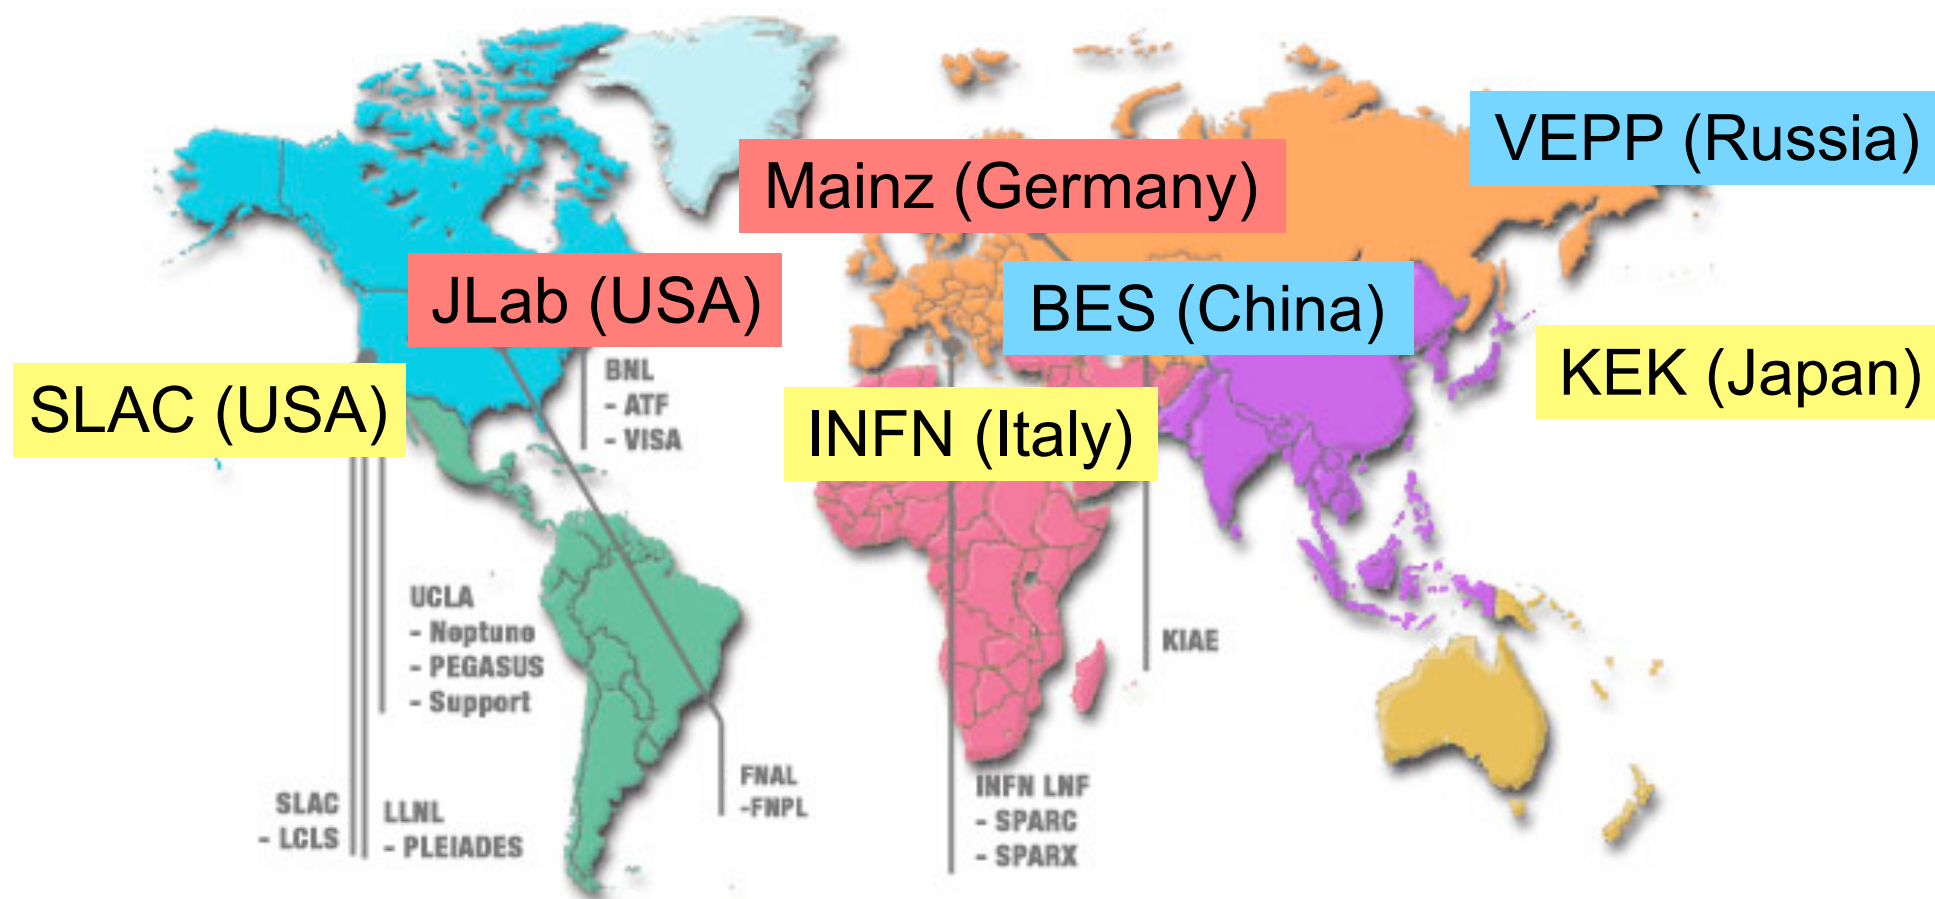 VEPP (Russia)
Mainz (Germany)
JLab (USA)
BES (China)
KEK (Japan)
SLAC (USA)
INFN (Italy)
BNL
- ATF
- VISA
UCLA
- Neptune
- PEGASUS
- Support
KIAE
SLAC
- LCLS
LLNL
- PLEIADES
FNAL
-FNPL
INFN LNF
- SPARC
- SPARX